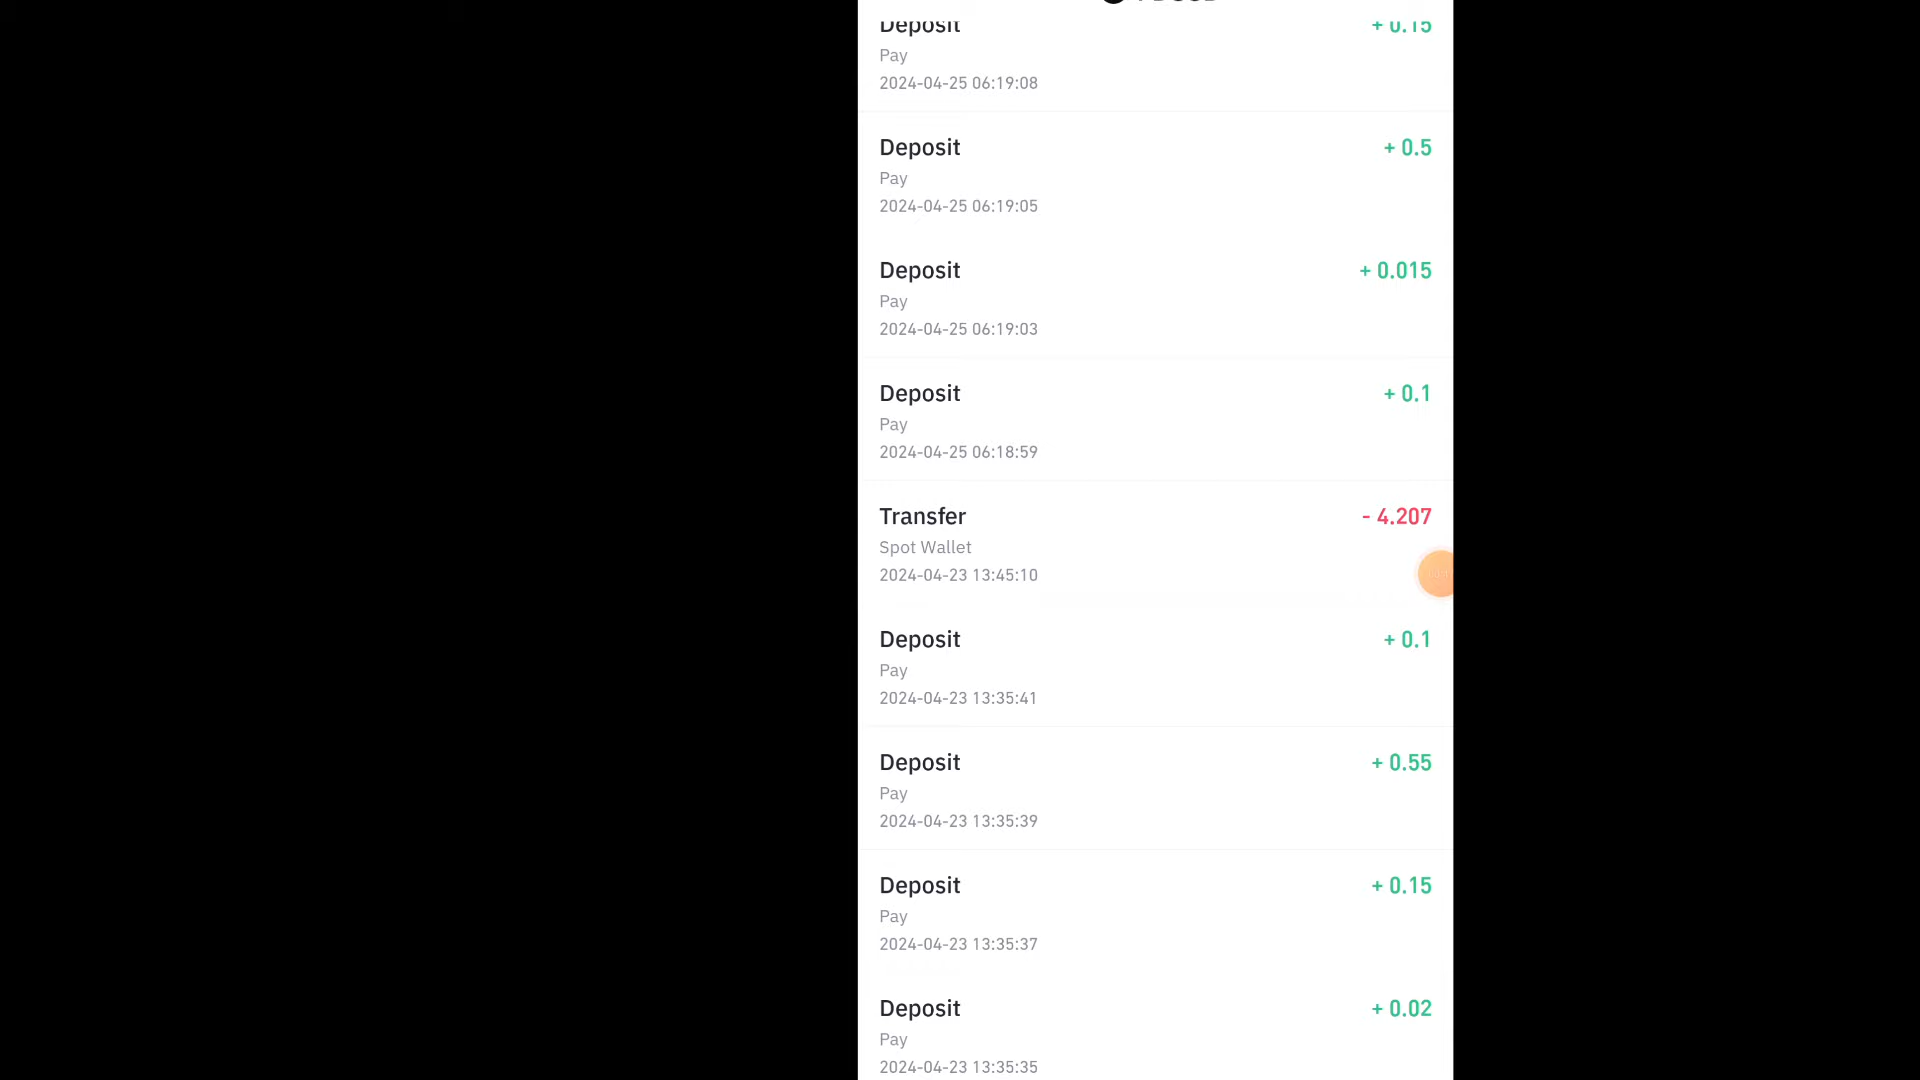 Deposit
+ 0.15
Pay
2024-04-25 06:19:08
Deposit
+ 0.5
Pay
2024-04-25 06:19:05
Deposit
+ 0.015
Pay
2024-04-25 06:19:03
Deposit
+ 0.1
Pay
2024-04-25 06:18:59
Transfer
- 4.207
Spot Wallet
2024-04-23 13:45:10
Deposit
+ 0.1
Pay
2024-04-23 13:35:41
Deposit
+ 0.55
Pay
2024-04-23 13:35:39
Deposit
+ 0.15
Pay
2024-04-23 13:35:37
Deposit
+ 0.02
Pay
2024-04-23 13:35:35